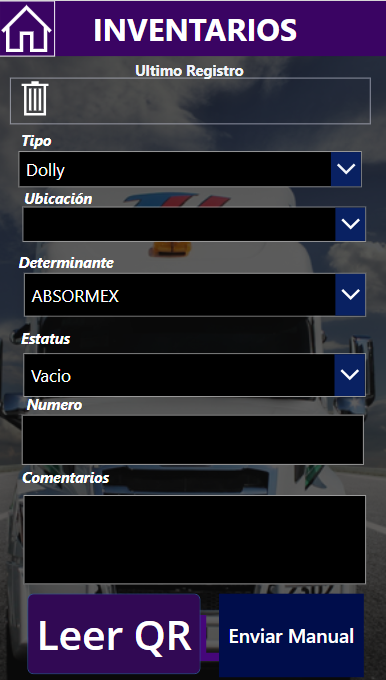 INVENTARIOS
Ultimo Registro
Tipo
Dolly
Ubicación
Determinante
ABSORMEX
Estatus
Vacio
Numero
Comentarios
Leer QR
Enviar Manual